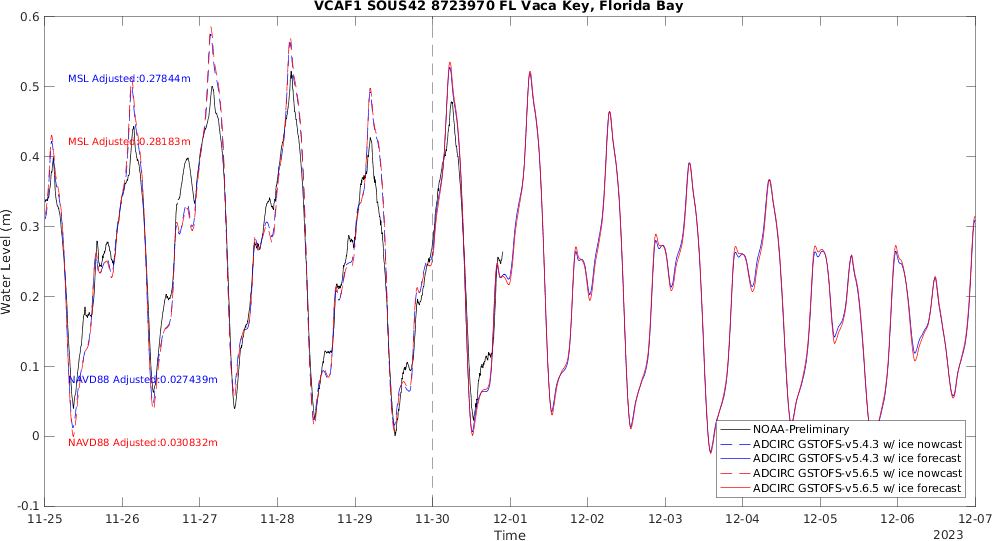 VCAF1 SOUS42 8723970 FL Vaca Key, Florida Bay
0.6
0.5
0.4
0.3
0.2
0.1
0
-0.1
Water Level (m)
MSL Adjusted:0.27844m
MSL Adjusted:0.28183m
NAVD88 Adjusted:0.027439m
NAVD88 Adjusted:0.030832m
NOAA-Preliminary
ADCIRC GSTOFS-v5.4.3 w/ ice nowcast
ADCIRC GSTOFS-v5.4.3 w/ ice forecast
ADCIRC GSTOFS-v5.6.5 w/ ice nowcast
ADCIRC GSTOFS-v5.6.5 w/ ice forecast
11-25 11-26 11-27 11-28 11-29 11-30 12-01 12-02 12-03 12-04 12-05 12-06 12-07
Time
2023